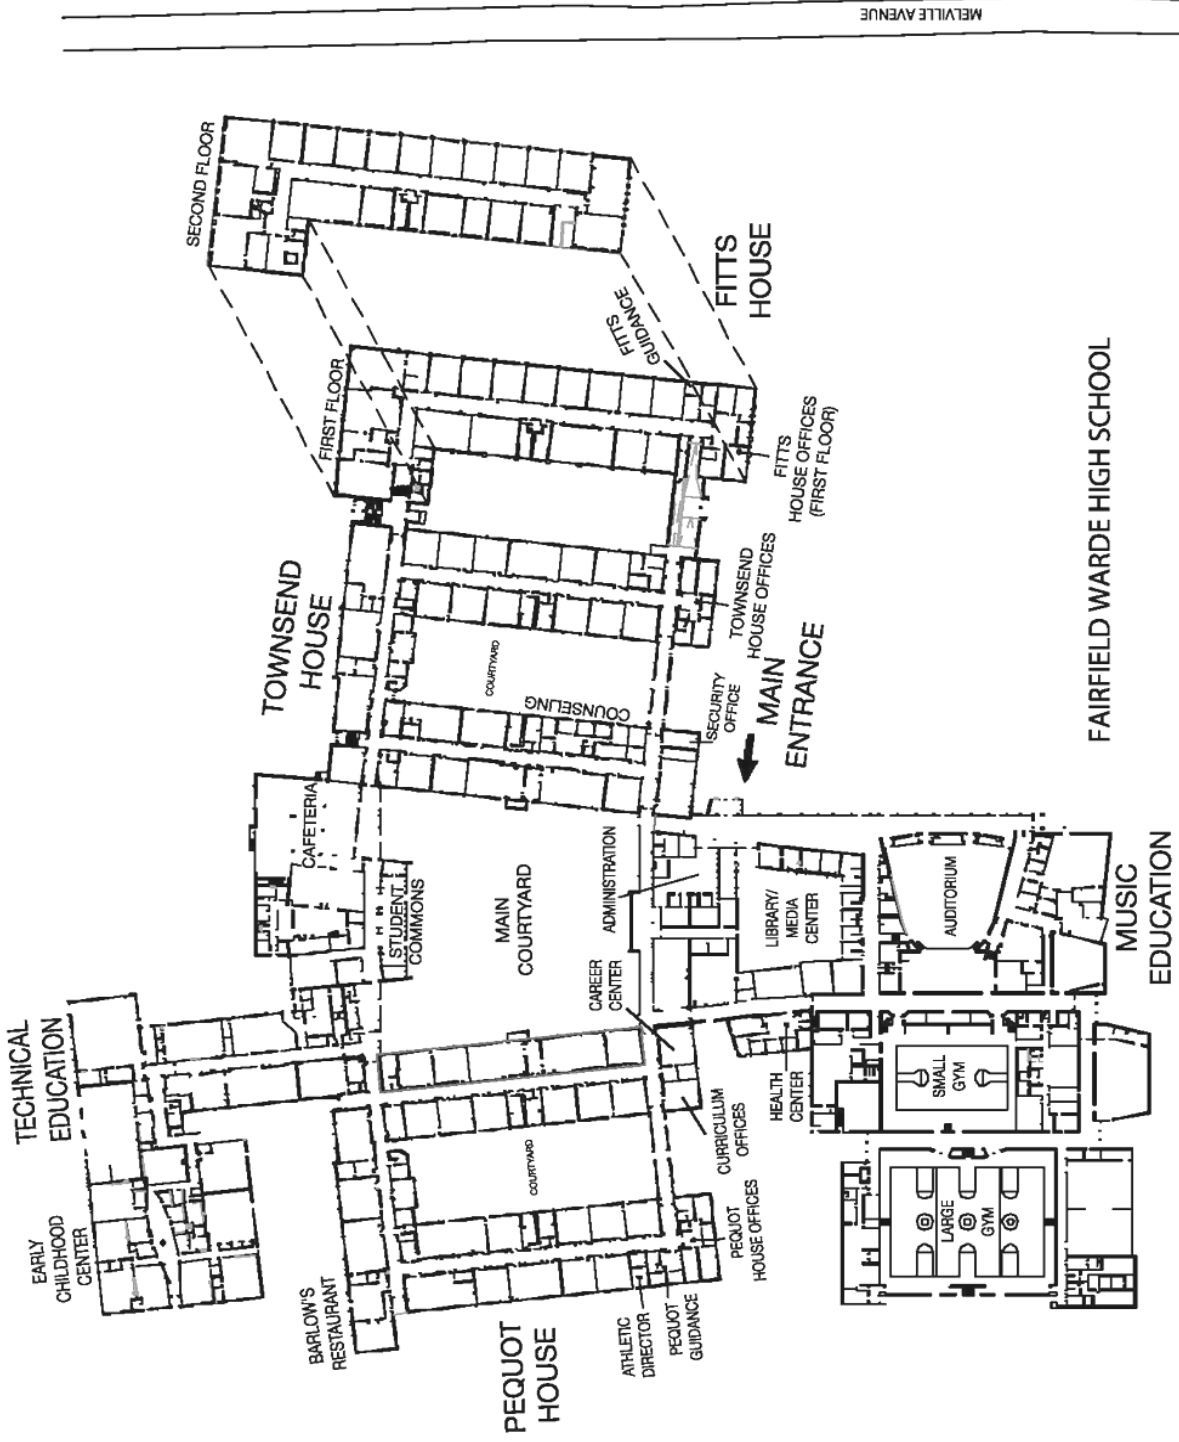 MELVILLE AVENUE
SECOND FLOOR
FITTS
HOUSE
FITTS
GUIDANCE
FIRST FLOOR
FITTS
HOUSE OFFICES
(FIRST FLOOR)
TOWNSEND
HOUSE
TOWNSEND
HOUSE OFFICES
COURTYARD
COUNSELING
SECURITY
OFFICE
MAIN
ENTRANCE
FAIRFIELD WARDE HIGH SCHOOL
CAFETERIA
STUDENT
COMMONS
MAIN
COURTYARD
ADMINISTRATION
LIBRARY/
MEDIA
CENTER
AUDITORIUM
MUSIC
EDUCATION
CAREER
CENTER
TECHNICAL
EDUCATION
HEALTH
CENTER
SMALL
GYM
CURRICULUM
OFFICES
COURTYARD
EARLY
CHILDHOOD
CENTER
BARLOW'S
RESTAURANT
PEQUOT
HOUSE
ATHLETIC
DIRECTOR
PEQUOT
GUIDANCE
PEQUOT
HOUSE OFFICES
LARGE
GYM